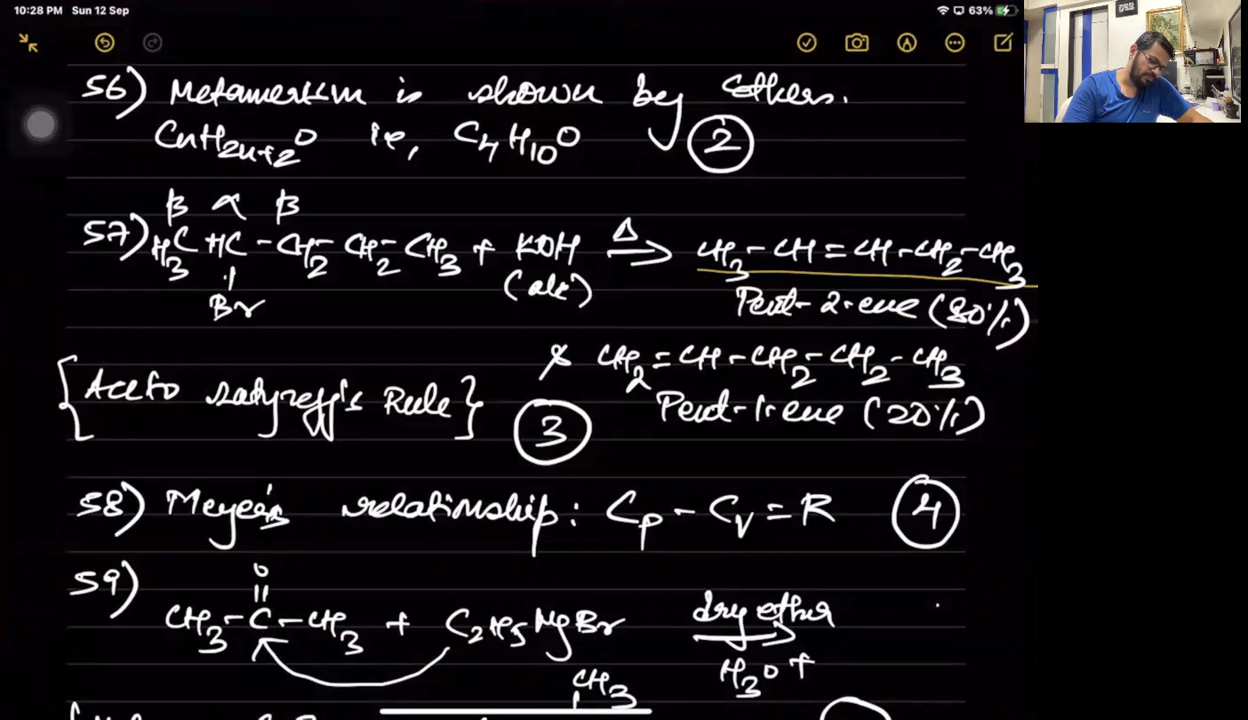 10:28 PM Sun 12 Sep
63%
56) Metamerism is shown by Ethers.
CnH2n+2O ie, C4H10O (2)
β α β
57) H3C HC - CH2 - CH2 - CH3 + KOH Δ → CH3 - CH = CH - CH2 - CH3
Br (alc) Pent-2-ene (80%)
& CH2 = CH - CH2 - CH2 - CH3
[Acc to Satyzeff's Rule] (3) Pent-1-ene (20%)
58) Meyer's relationship: Cp - Cv = R (4)
59)
O
||
CH3 - C - CH3 + C2H5MgBr dry ether →
H3O+
CH3